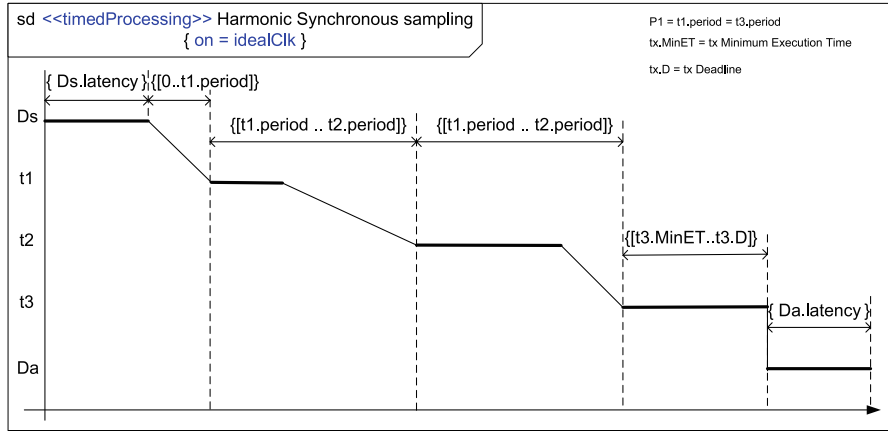 sd <<timedProcessing>> Harmonic Synchronous sampling
{ on = idealClk }
P1 = t1.period = t3.period
tx.MinET = tx Minimum Execution Time
tx.D = tx Deadline
{ Ds.latency }
{[0..t1.period]}
Ds
{[t1.period .. t2.period]}
{[t1.period .. t2.period]}
t1
t2
{[t3.MinET..t3.D]}
t3
{ Da.latency }
Da